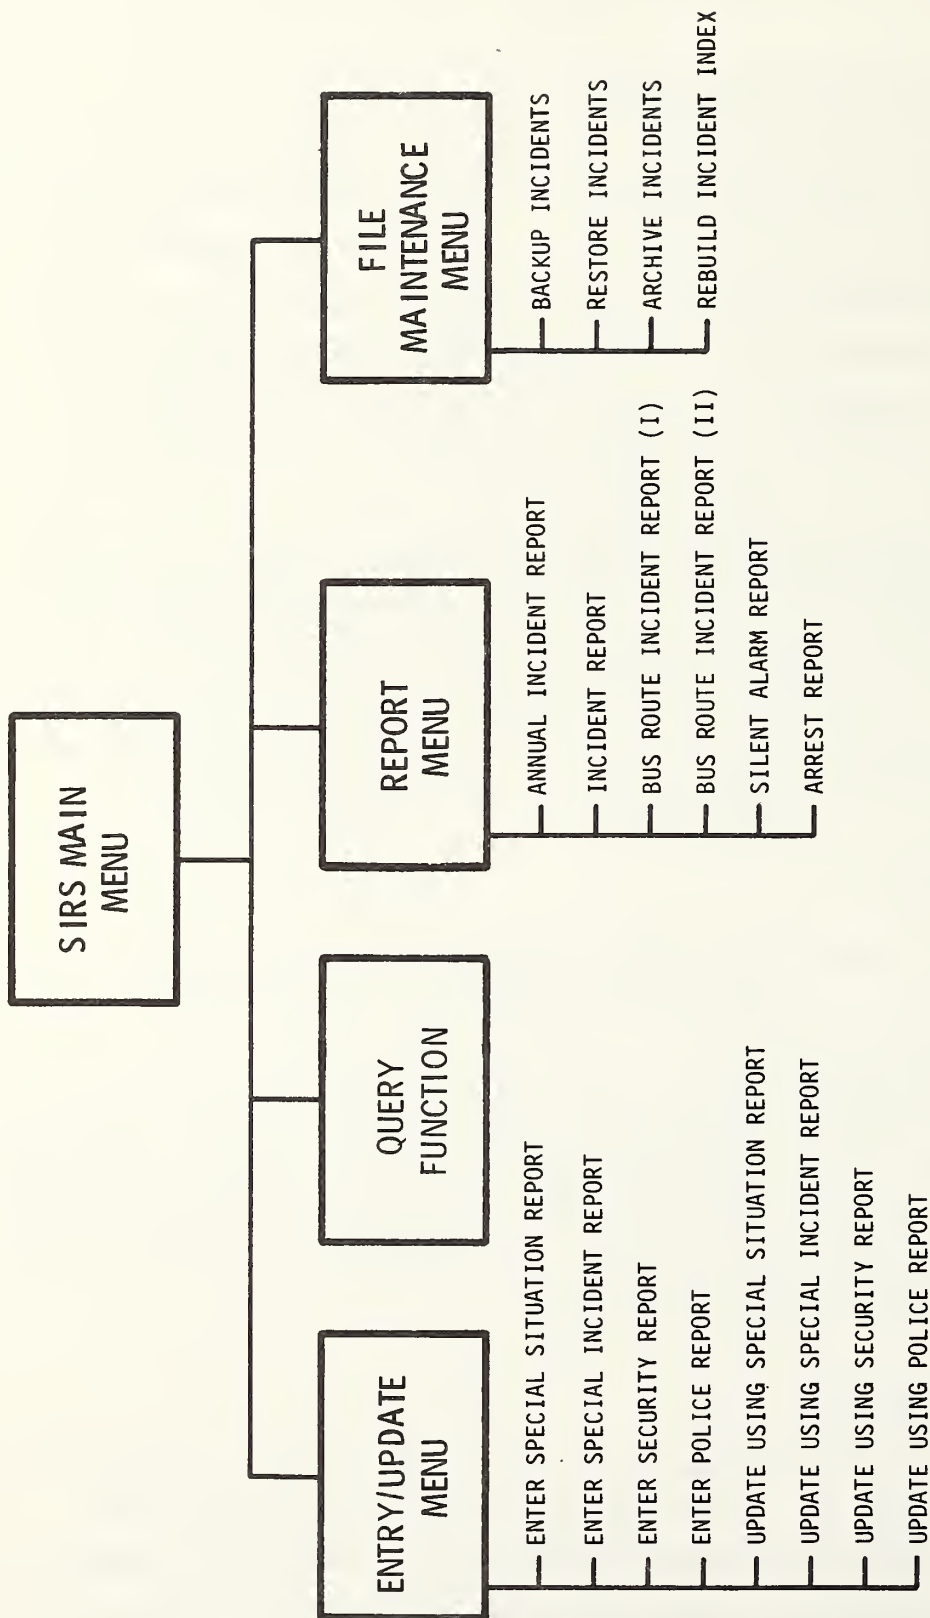 SIRS MAIN
MENU
ENTRY/UPDATE
MENU
ENTER SPECIAL SITUATION REPORT
ENTER SPECIAL INCIDENT REPORT
ENTER SECURITY REPORT
ENTER POLICE REPORT
UPDATE USING SPECIAL SITUATION REPORT
UPDATE USING SPECIAL INCIDENT REPORT
UPDATE USING SECURITY REPORT
UPDATE USING POLICE REPORT
QUERY
FUNCTION
REPORT
MENU
ANNUAL INCIDENT REPORT
INCIDENT REPORT
BUS ROUTE INCIDENT REPORT (I)
BUS ROUTE INCIDENT REPORT (II)
SILENT ALARM REPORT
ARREST REPORT
FILE
MAINTENANCE
MENU
BACKUP INCIDENTS
RESTORE INCIDENTS
ARCHIVE INCIDENTS
REBUILD INCIDENT INDEX